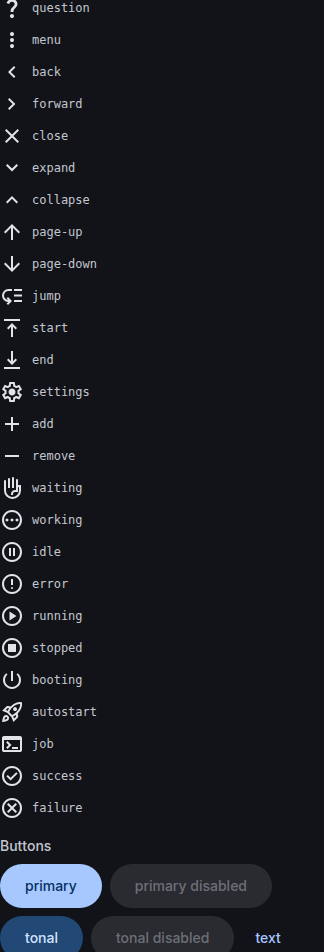 question
menu
back
forward
close
expand
collapse
page-up
page-down
jump
start
end
settings
add
remove
waiting
working
idle
error
running
stopped
booting
autostart
job
success
failure
Buttons
primary primary disabled
tonal tonal disabled text